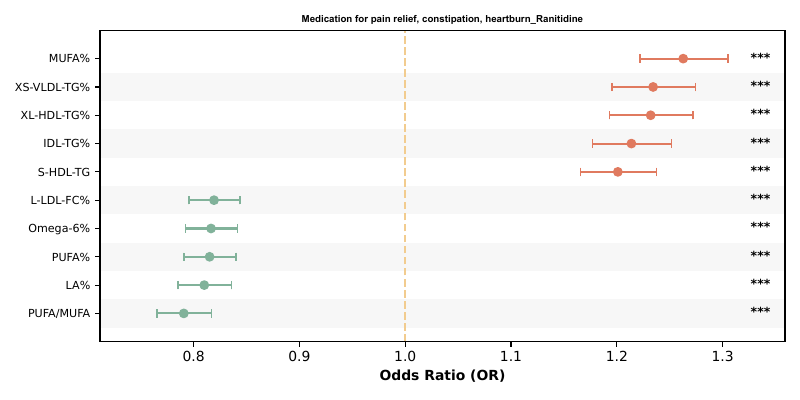 Medication for pain relief, constipation, heartburn_Ranitidine
MUFA% ***
XS-VLDL-TG% ***
XL-HDL-TG% ***
IDL-TG% ***
S-HDL-TG ***
L-LDL-FC% ***
Omega-6% ***
PUFA% ***
LA% ***
PUFA/MUFA ***
0.8 0.9 1.0 1.1 1.2 1.3
Odds Ratio (OR)